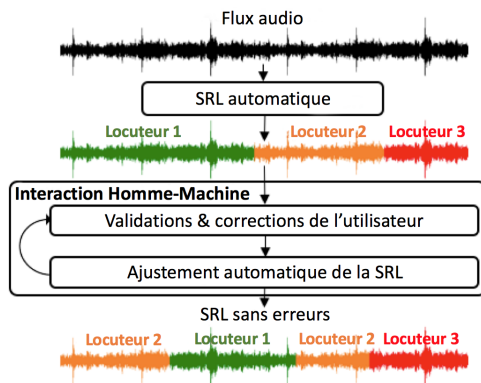 Flux audio
SRL automatique
Locuteur 1 Locuteur 2 Locuteur 3
Interaction Homme-Machine
Validations & corrections de l'utilisateur
Ajustement automatique de la SRL
SRL sans erreurs
Locuteur 2 Locuteur 1 Locuteur 2 Locuteur 3